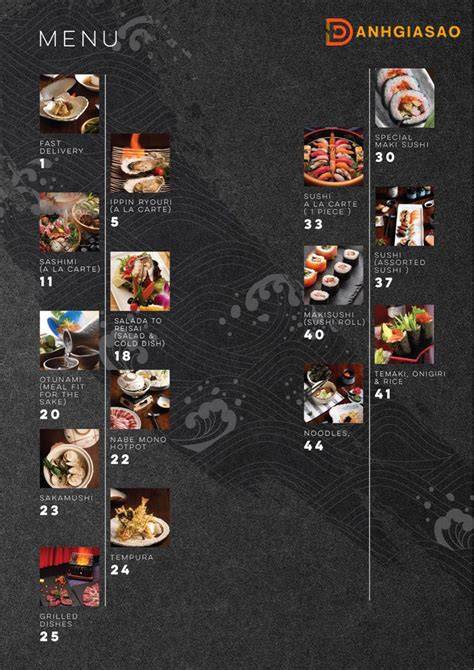 MENU
DANHGIASAO
FAST
DELIVERY
1
IPPIN RYOURI
(A LA CARTE)
5
SASHIMI
(A LA CARTE)
11
SALADA TO
REISAI
(SALAD &
COLD BISH)
18
OTUNAMI
(MEAL FIT
FOR THE
SAKE)
20
NABE MONO
HOTPOT
22
SAKAMUSHI
23
TEMPURA
24
GRILLED
DISHES
25
SPECIAL
MAKI SUSHI
30
SUSHI
A LA CARTE
( 1 PIECE )
33
SUSHI
(ASSORTED
SUSHI )
37
MAKISUSHI
(SUSHI ROLL)
40
TEMAKI, ONIGIRI
& RICE
41
NOODLES,
44